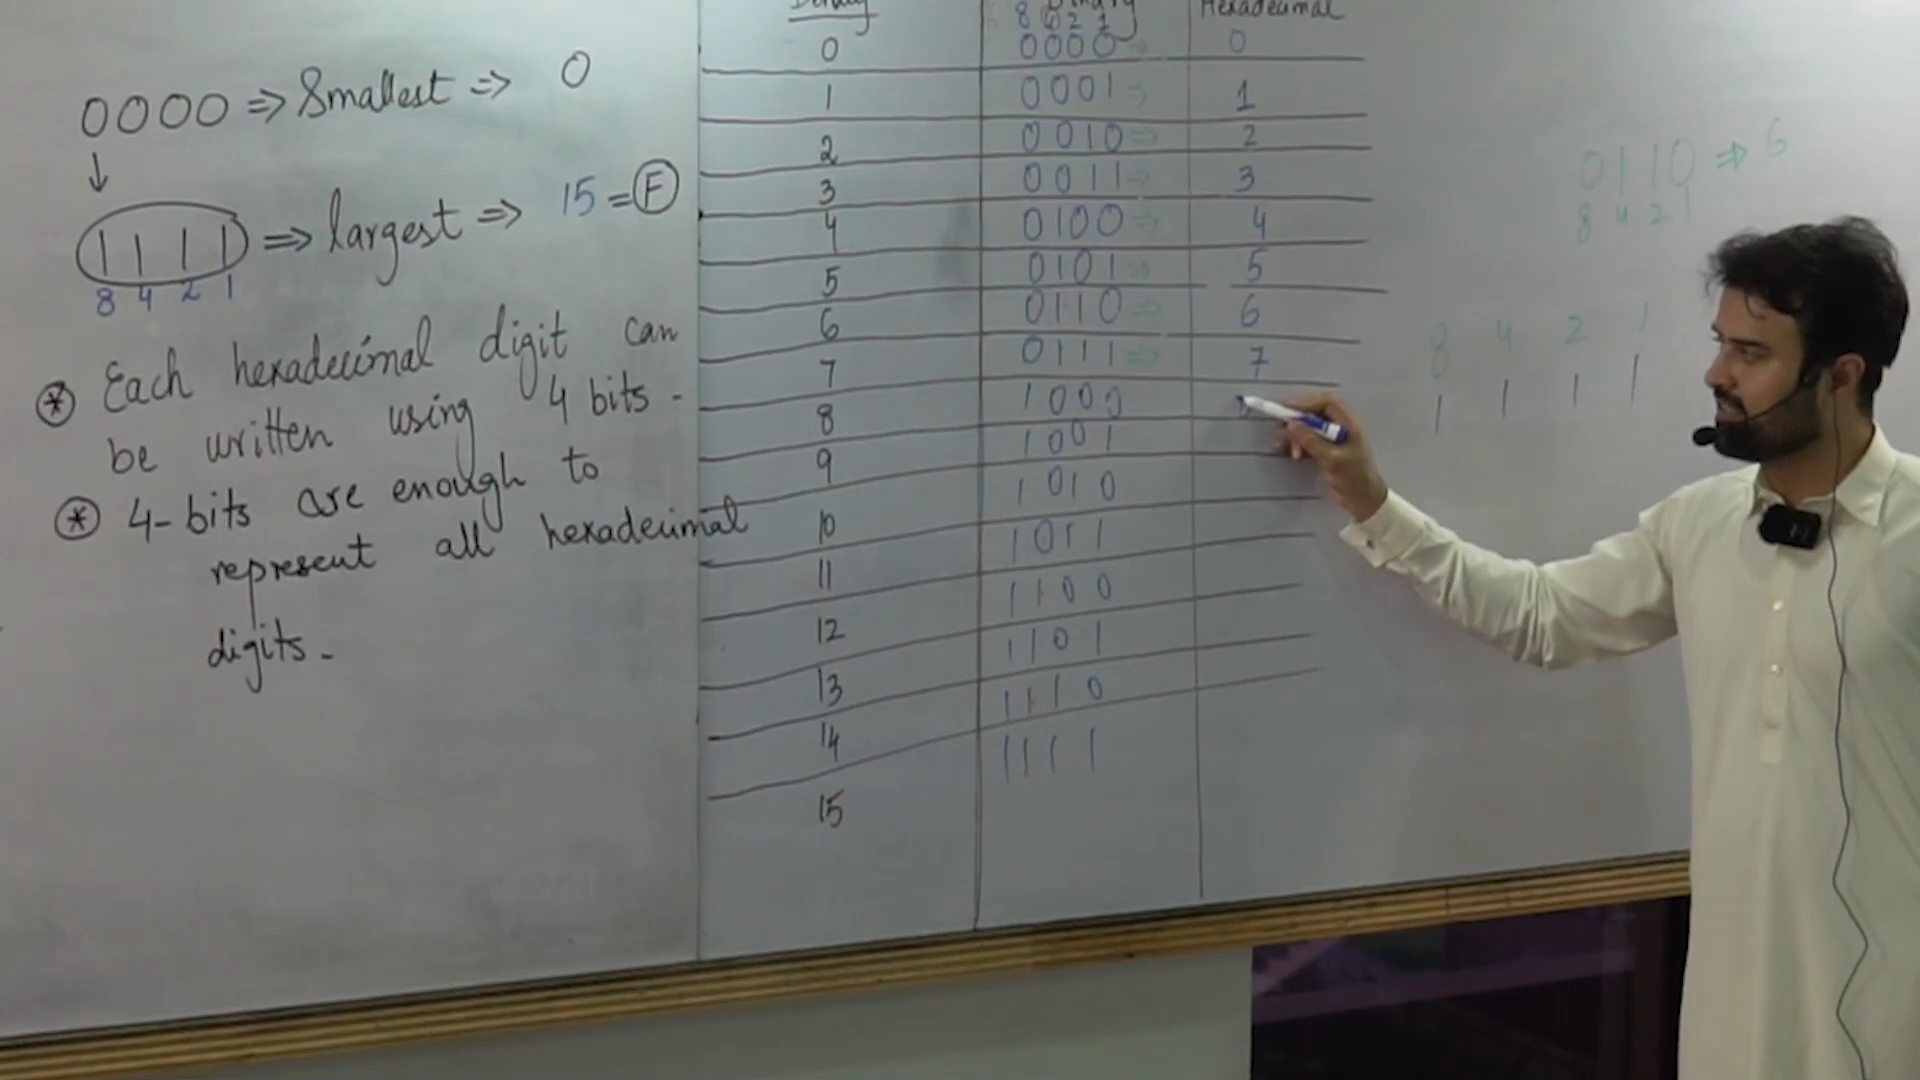 0000 => Smallest => 0
↓
1111 => largest => 15 = F
8 4 2 1
* Each hexadecimal digit can
be written using 4 bits -
* 4-bits are enough to
represent all hexadecimal
digits -
Denary Binary Hexadecimal
8 4 2 1
0 0000 => 0
1 0001 => 1
2 0010 => 2
3 0011 => 3
4 0100 => 4
5 0101 => 5
6 0110 => 6
7 0111 => 7
8 1000
9 1001
10 1010
11 1011
12 1100
13 1101
14 1110
15 1111
0110 => 6
8 4 2 1
8 4 2 1
1 1 1 1